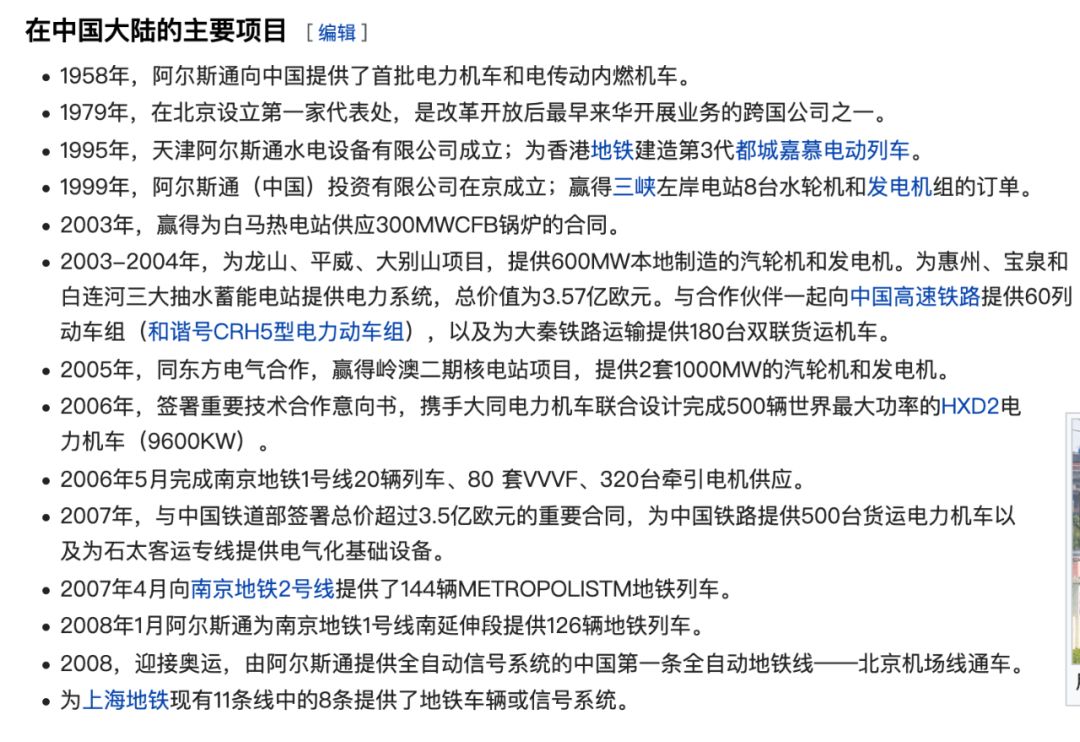 在中国大陆的主要项目 [编辑]
• 1958年，阿尔斯通向中国提供了首批电力机车和电传动内燃机车。
• 1979年，在北京设立第一家代表处，是改革开放后最早来华开展业务的跨国公司之一。
• 1995年，天津阿尔斯通水电设备有限公司成立；为香港地铁建造第3代都城嘉慕电动列车。
• 1999年，阿尔斯通（中国）投资有限公司在京成立；赢得三峡左岸电站8台水轮机和发电机组的订单。
• 2003年，赢得为白马热电站供应300MWCFB锅炉的合同。
• 2003–2004年，为龙山、平威、大别山项目，提供600MW本地制造的汽轮机和发电机。为惠州、宝泉和
白连河三大抽水蓄能电站提供电力系统，总价值为3.57亿欧元。与合作伙伴一起向中国高速铁路提供60列
动车组（和谐号CRH5型电力动车组），以及为大秦铁路运输提供180台双联货运机车。
• 2005年，同东方电气合作，赢得岭澳二期核电站项目，提供2套1000MW的汽轮机和发电机。
• 2006年，签署重要技术合作意向书，携手大同电力机车联合设计完成500辆世界最大功率的HXD2电
力机车（9600KW）。
• 2006年5月完成南京地铁1号线20辆列车、80 套VVVF、320台牵引电机供应。
• 2007年，与中国铁道部签署总价超过3.5亿欧元的重要合同，为中国铁路提供500台货运电力机车以
及为石太客运专线提供电气化基础设备。
• 2007年4月向南京地铁2号线提供了144辆METROPOLISTM地铁列车。
• 2008年1月阿尔斯通为南京地铁1号线南延伸段提供126辆地铁列车。
• 2008，迎接奥运，由阿尔斯通提供全自动信号系统的中国第一条全自动地铁线——北京机场线通车。
• 为上海地铁现有11条线中的8条提供了地铁车辆或信号系统。